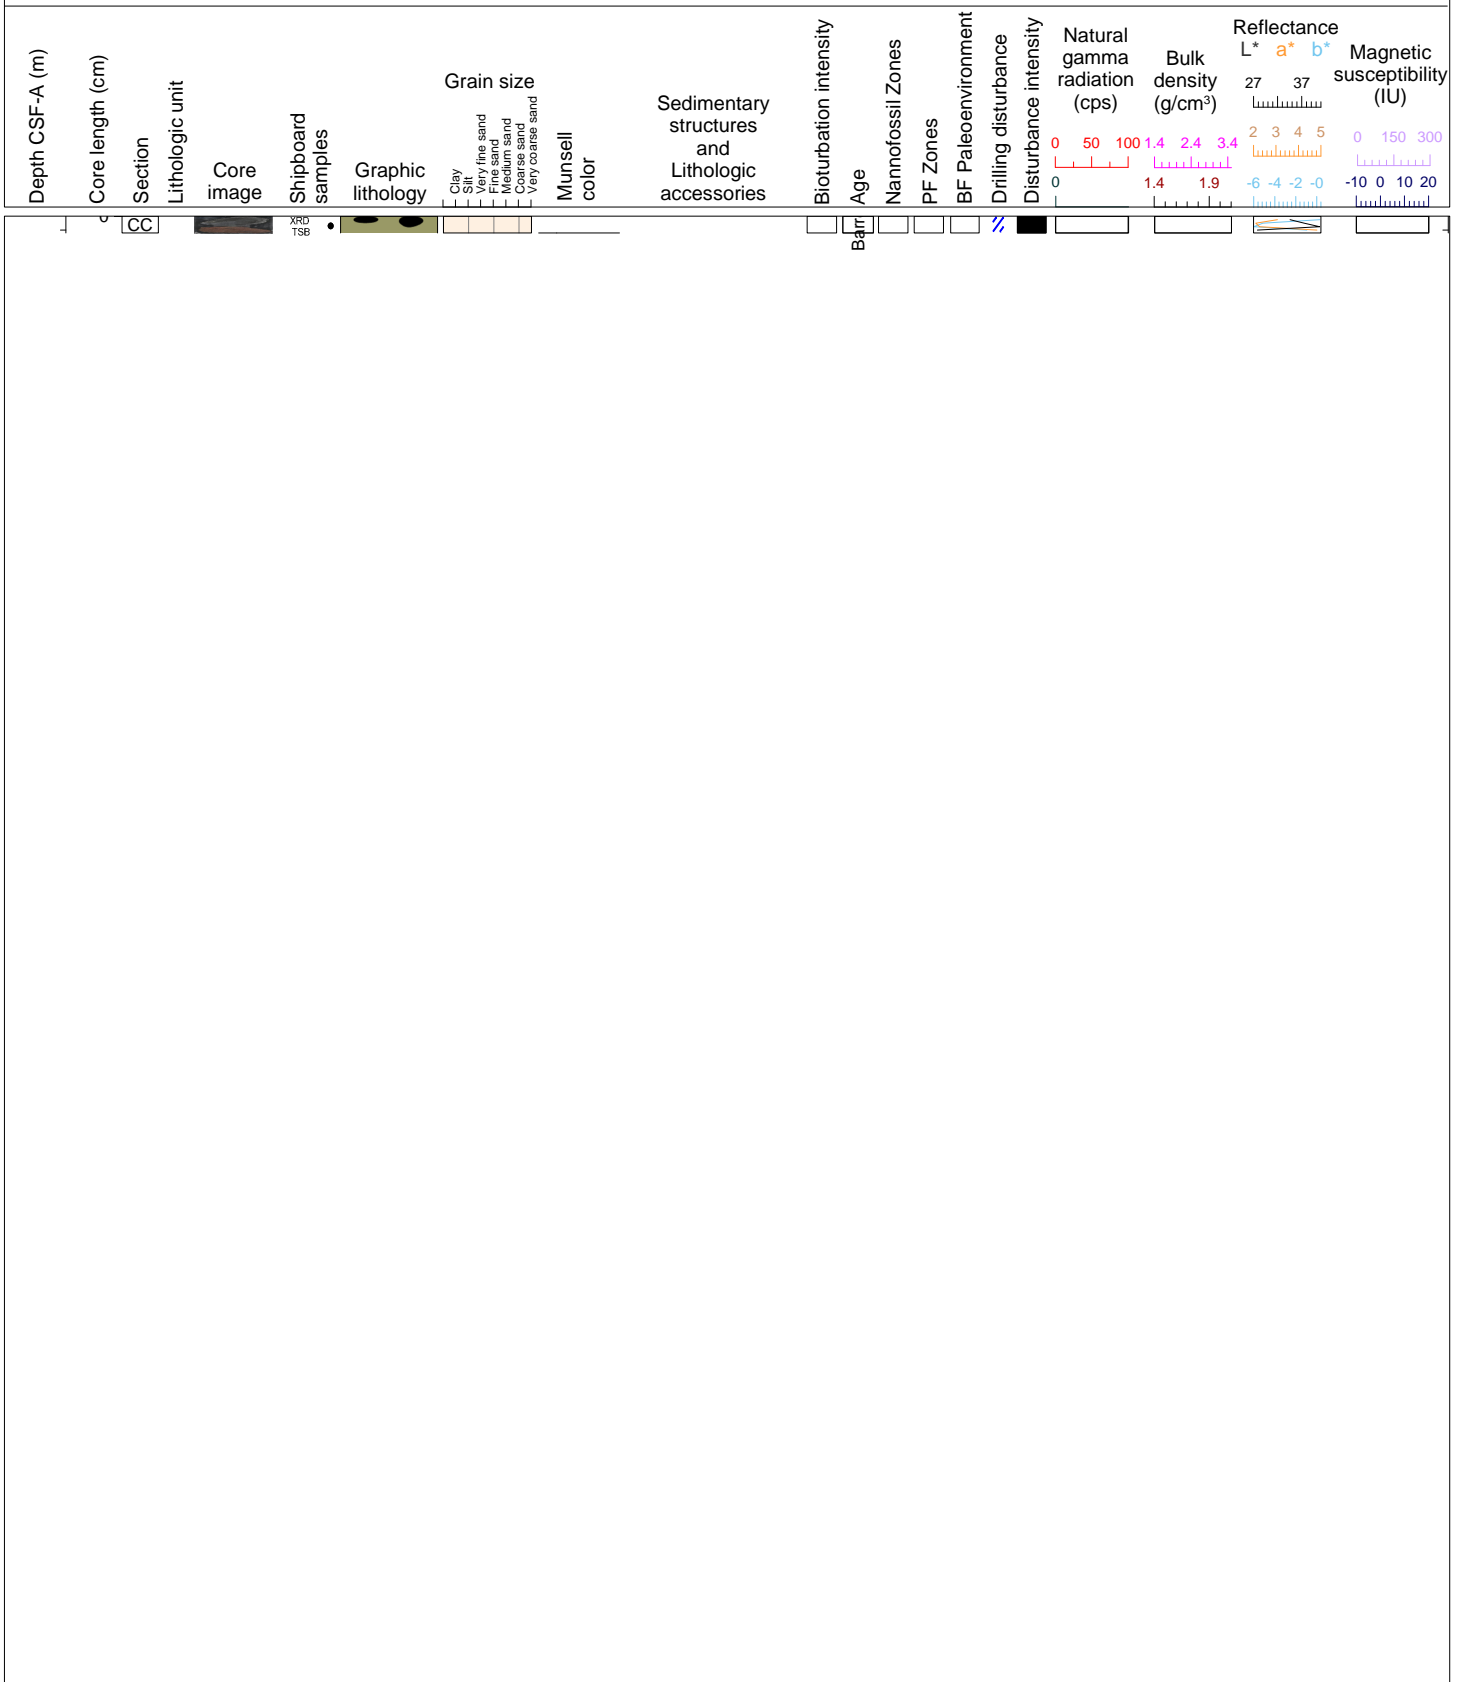 Depth CSF-A (m)
Core length (cm)
Section
Lithologic unit
Core
image
Shipboard
samples
Graphic
lithology
Grain size
Clay
Silt
Very fine sand
Fine sand
Medium sand
Coarse sand
Very coarse sand
Munsell
color
Sedimentary
structures
and
Lithologic
accessories
Bioturbation intensity
Age
Nannofossil Zones
PF Zones
BF Paleoenvironment
Drilling disturbance
Disturbance intensity
Natural
gamma
radiation
(cps)
0 50 100
0
Bulk
density
(g/cm³)
1.4 2.4 3.4
1.4 1.9
Reflectance
L* a* b*
27 37
2 3 4 5
-6 -4 -2 -0
Magnetic
susceptibility
(IU)
0 150 300
-10 0 10 20
0
CC
XRD
TSB
Barr